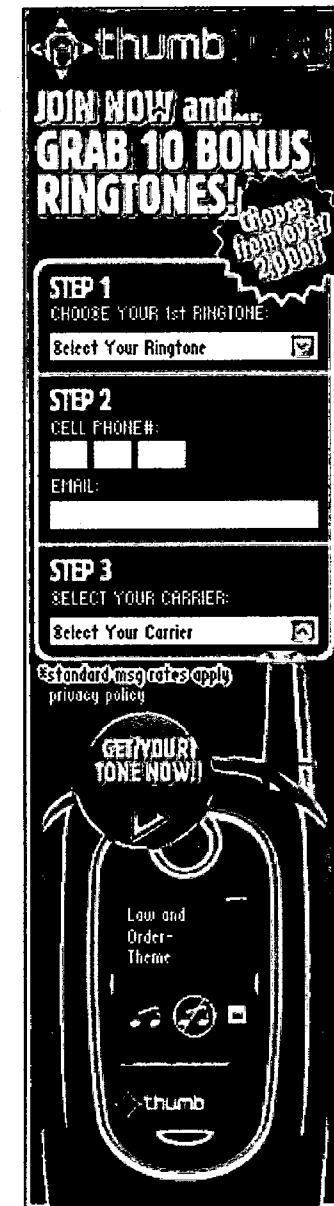 thumb
JOIN NOW and...
GRAB 10 BONUS
RINGTONES!
Choose
from over
2,000!!
STEP 1
CHOOSE YOUR 1st RINGTONE:
Select Your Ringtone
STEP 2
CELL PHONE#:
EMAIL:
STEP 3
SELECT YOUR CARRIER:
Select Your Carrier
*standard msg rates apply
privacy policy
GET YOUR
TONE NOW!!
Law and
Order-
Theme
thumb